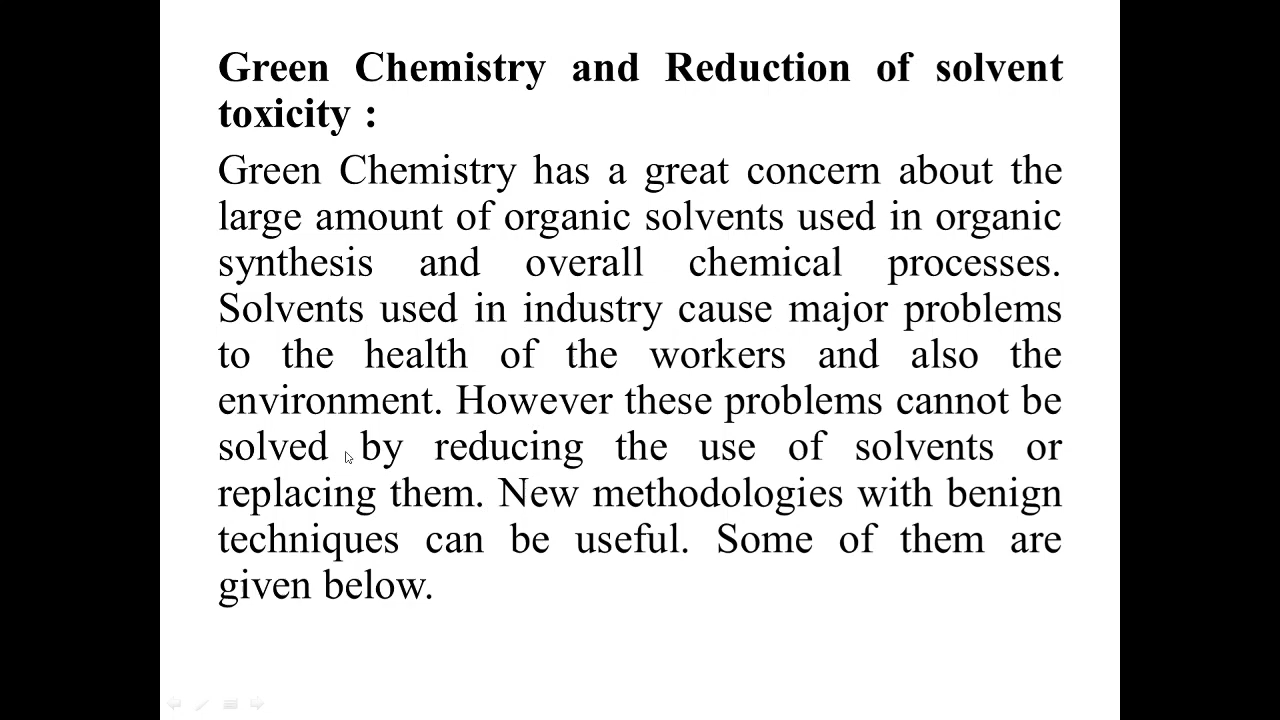 Green Chemistry and Reduction of solvent
toxicity :
Green Chemistry has a great concern about the
large amount of organic solvents used in organic
synthesis and overall chemical processes.
Solvents used in industry cause major problems
to the health of the workers and also the
environment. However these problems cannot be
solved by reducing the use of solvents or
replacing them. New methodologies with benign
techniques can be useful. Some of them are
given below.